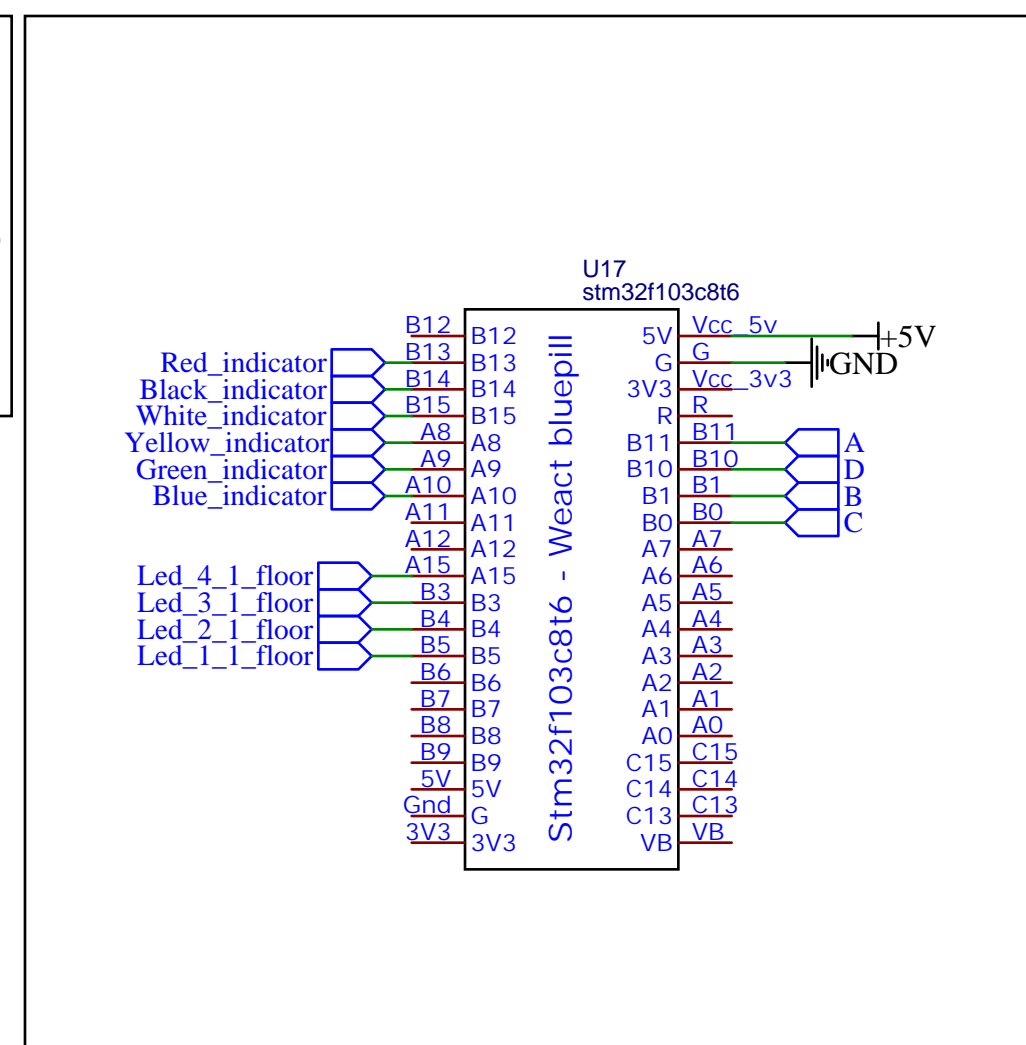 U17
stm32f103c8t6
B12 B12 5V Vcc_5v +5V
Red_indicator B13 B13 G G GND
Black_indicator B14 B14 3V3 Vcc_3v3
White_indicator B15 B15 R R
Yellow_indicator A8 A8 B11 B11 A
Green_indicator A9 A9 B10 B10 D
Blue_indicator A10 A10 B1 B1 B
A11 A11 B0 B0 C
A12 A12 A7 A7
Led_4_1_floor A15 A15 A6 A6
Led_3_1_floor B3 B3 A5 A5
Led_2_1_floor B4 B4 A4 A4
Led_1_1_floor B5 B5 A3 A3
B6 B6 A2 A2
B7 B7 A1 A1
B8 B8 A0 A0
B9 B9 C15 C15
5V 5V C14 C14
Gnd G C13 C13
3V3 3V3 VB VB
Stm32f103c8t6 - Weact bluepill